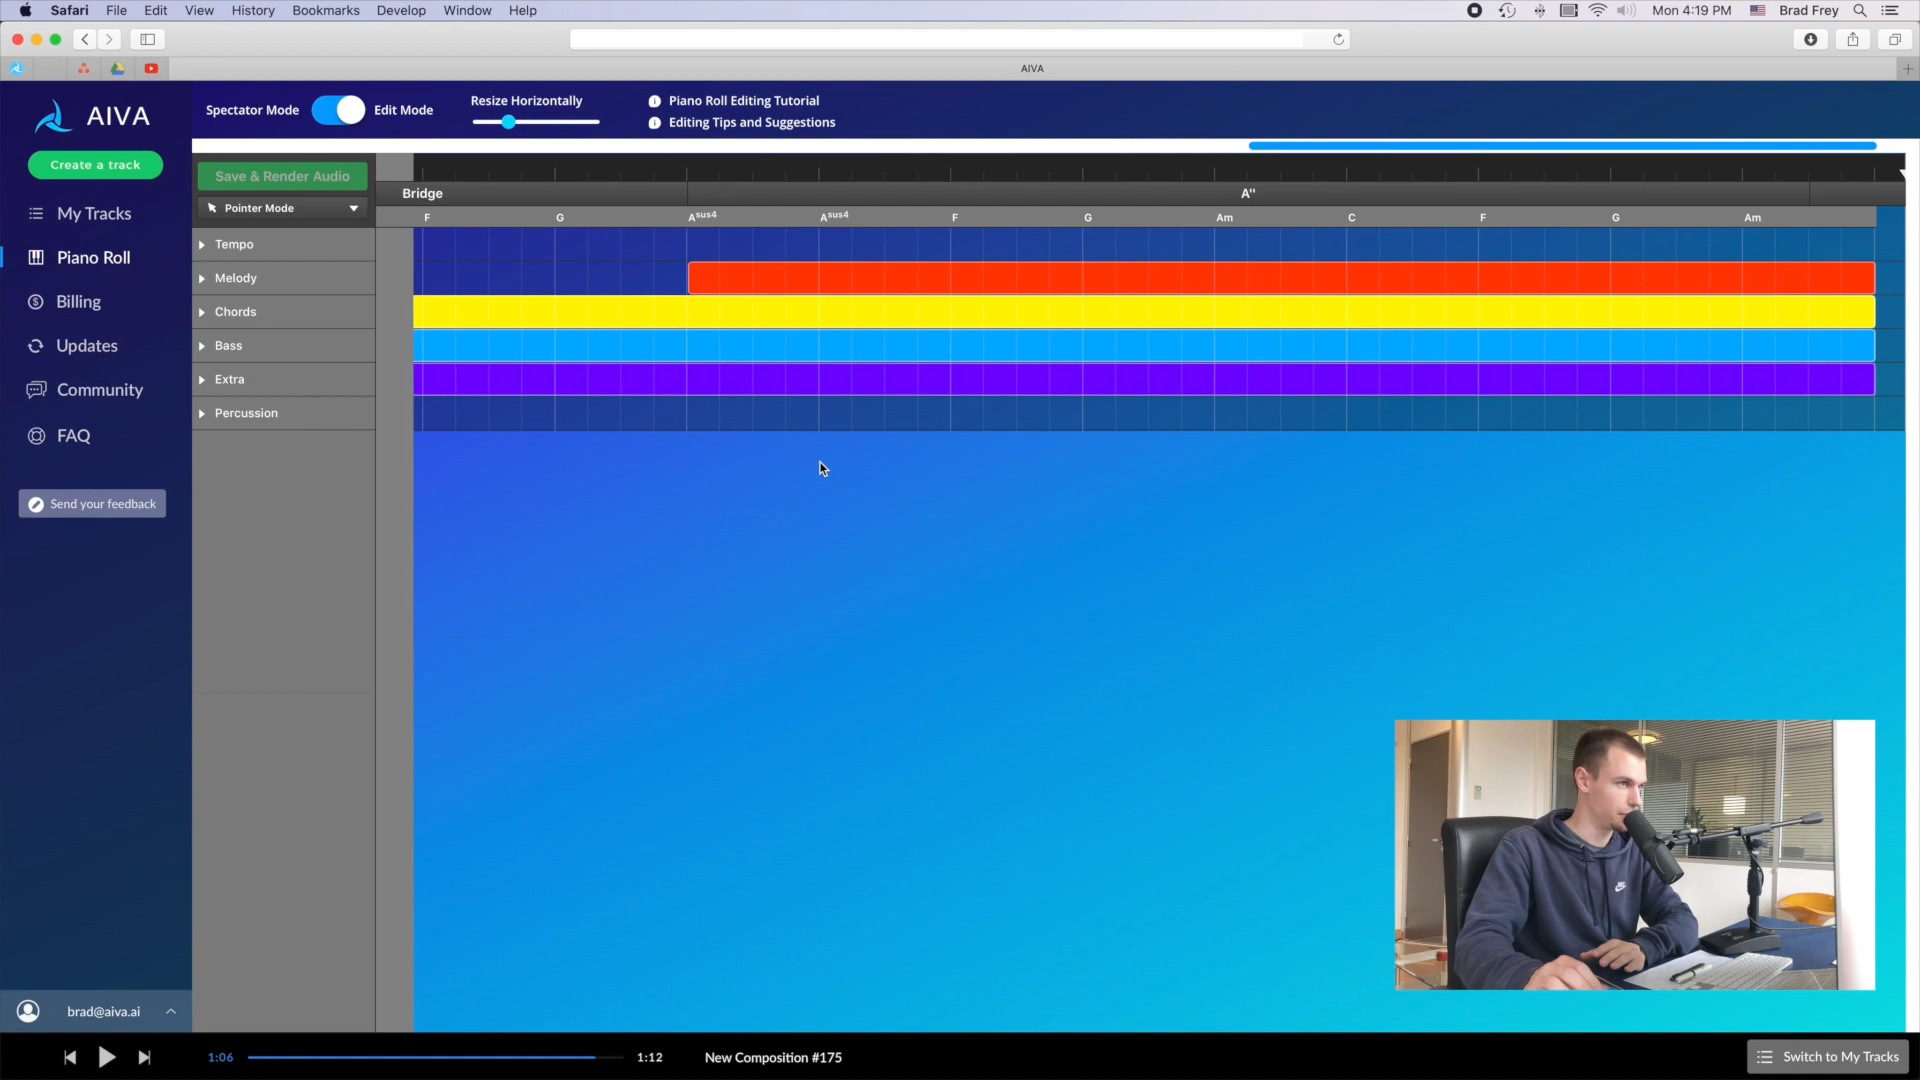 Safari File Edit View History Bookmarks Develop Window Help Mon 4:19 PM Brad Frey
AIVA
AIVA
Spectator Mode Edit Mode
Resize Horizontally
Piano Roll Editing Tutorial
Editing Tips and Suggestions
Create a track
My Tracks
Piano Roll
Billing
Updates
Community
FAQ
Send your feedback
brad@aiva.ai
Save & Render Audio
Pointer Mode
Bridge A''
F G Asus4 Asus4 F G Am C F G Am
Tempo
Melody
Chords
Bass
Extra
Percussion
1:06 1:12 New Composition #175 Switch to My Tracks